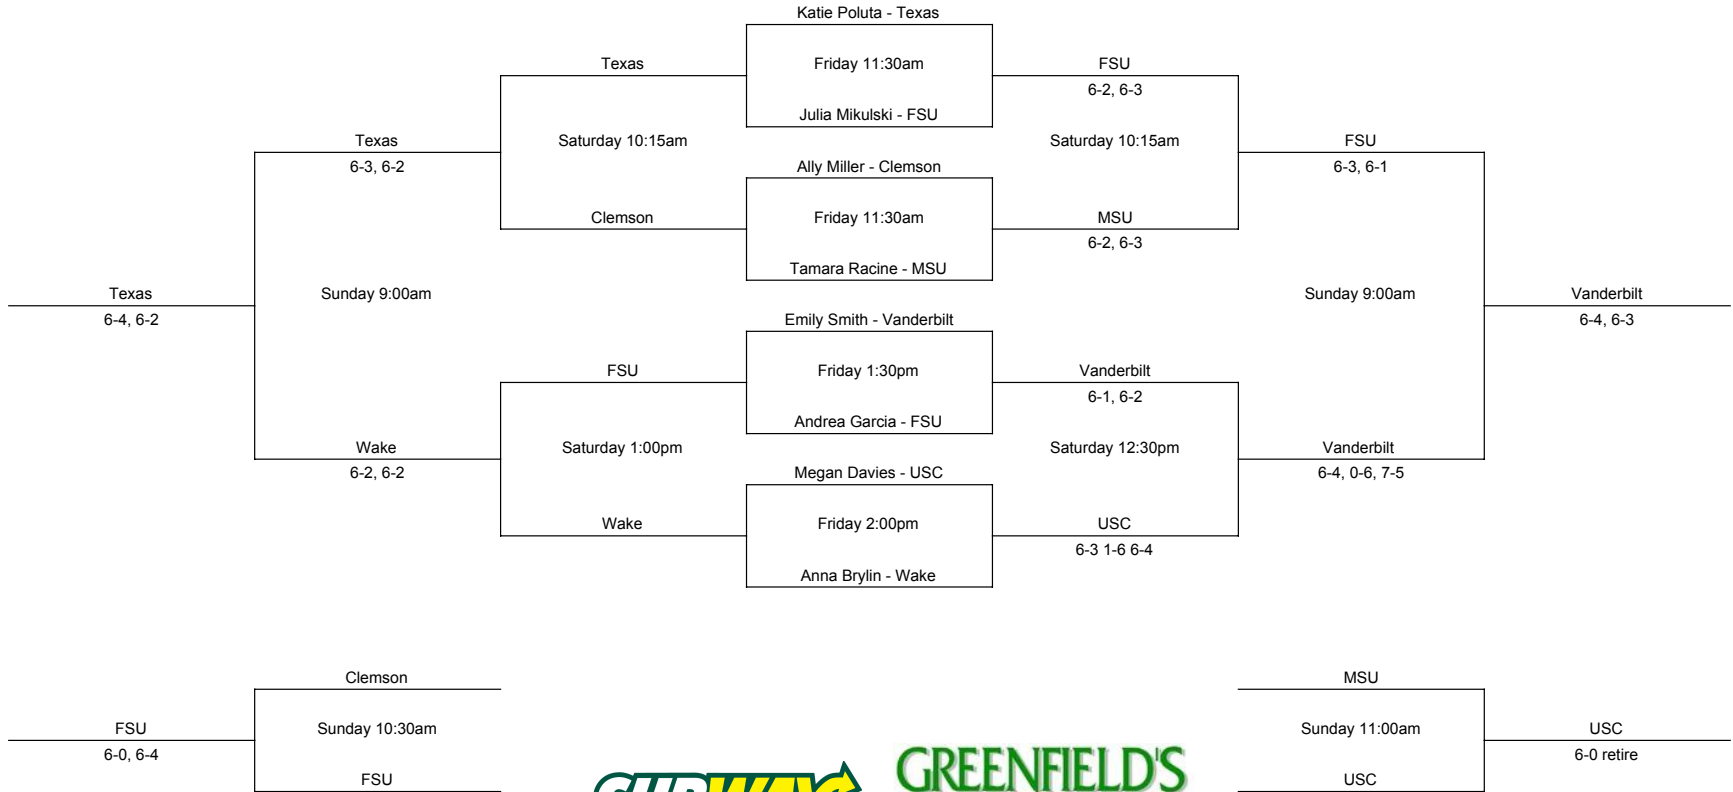 Katie Poluta - Texas
Texas
Friday 11:30am
FSU
6-2, 6-3
Julia Mikulski - FSU
Texas
Saturday 10:15am
Saturday 10:15am
FSU
6-3, 6-2
6-3, 6-1
Ally Miller - Clemson
Clemson
Friday 11:30am
MSU
6-2, 6-3
Tamara Racine - MSU
Texas
Sunday 9:00am
Sunday 9:00am
Vanderbilt
6-4, 6-2
6-4, 6-3
Emily Smith - Vanderbilt
FSU
Friday 1:30pm
Vanderbilt
6-1, 6-2
Andrea Garcia - FSU
Wake
Saturday 1:00pm
Saturday 12:30pm
Vanderbilt
6-2, 6-2
6-4, 0-6, 7-5
Megan Davies - USC
Wake
Friday 2:00pm
USC
6-3 1-6 6-4
Anna Brylin - Wake
Clemson
MSU
FSU
Sunday 10:30am
Sunday 11:00am
USC
6-0, 6-4
6-0 retire
FSU
SUBWAY
GREENFIELD'S
USC